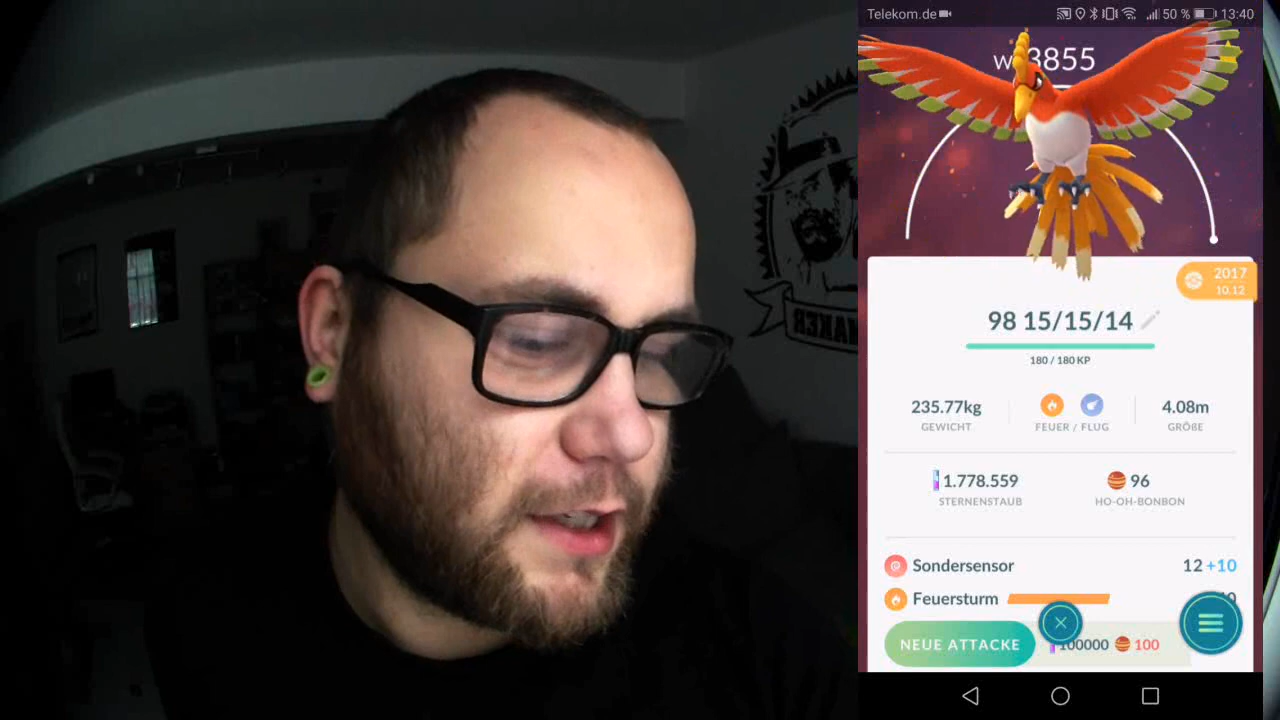 Telekom.de
50 %
13:40
3855
2017
10.12
98 15/15/14
180 / 180 KP
235.77kg
GEWICHT
FEUER / FLUG
4.08m
GRÖßE
1.778.559
STERNENSTAUB
96
HO-OH-BONBON
Sondersensor
12 +10
Feuersturm
NEUE ATTACKE
100000
100